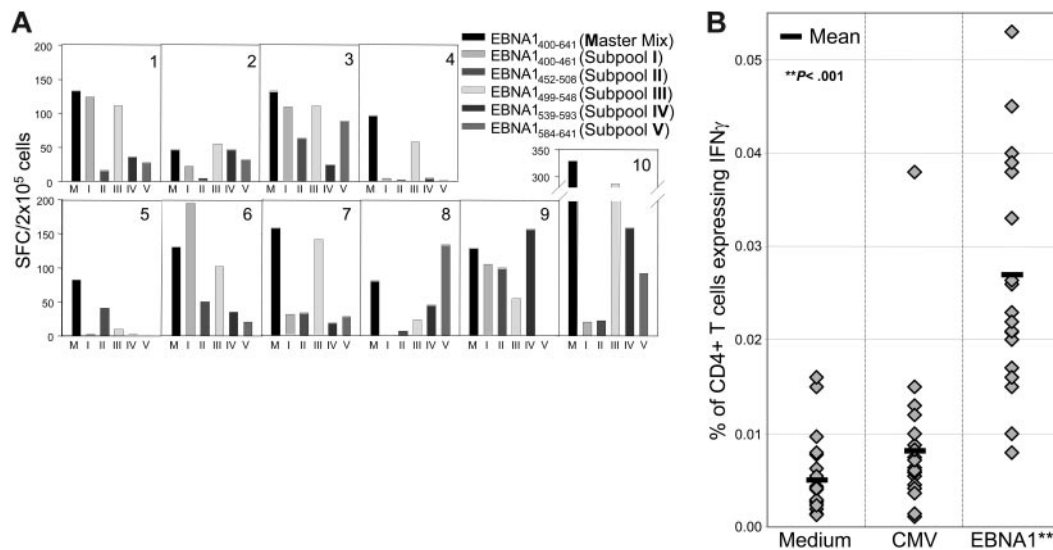 A
SFC/2x10⁵ cells
200
150
100
50
0
1
2
3
4
M I II III IV V
M I II III IV V
M I II III IV V
M I II III IV V
EBNA1₄₀₀₋₆₄₁ (Master Mix)
EBNA1₄₀₀₋₄₆₁ (Subpool I)
EBNA1₄₅₂₋₅₀₈ (Subpool II)
EBNA1₄₉₉₋₅₄₈ (Subpool III)
EBNA1₅₃₉₋₅₉₃ (Subpool IV)
EBNA1₅₈₄₋₆₄₁ (Subpool V)
200
150
100
50
0
5
6
7
8
9
10
350
300
200
150
100
50
0
M I II III IV V
M I II III IV V
M I II III IV V
M I II III IV V
M I II III IV V
M I II III IV V
B
% of CD4+ T cells expressing IFNγ
Mean
**P< .001
0.05
0.04
0.03
0.02
0.01
0.00
Medium
CMV
EBNA1**